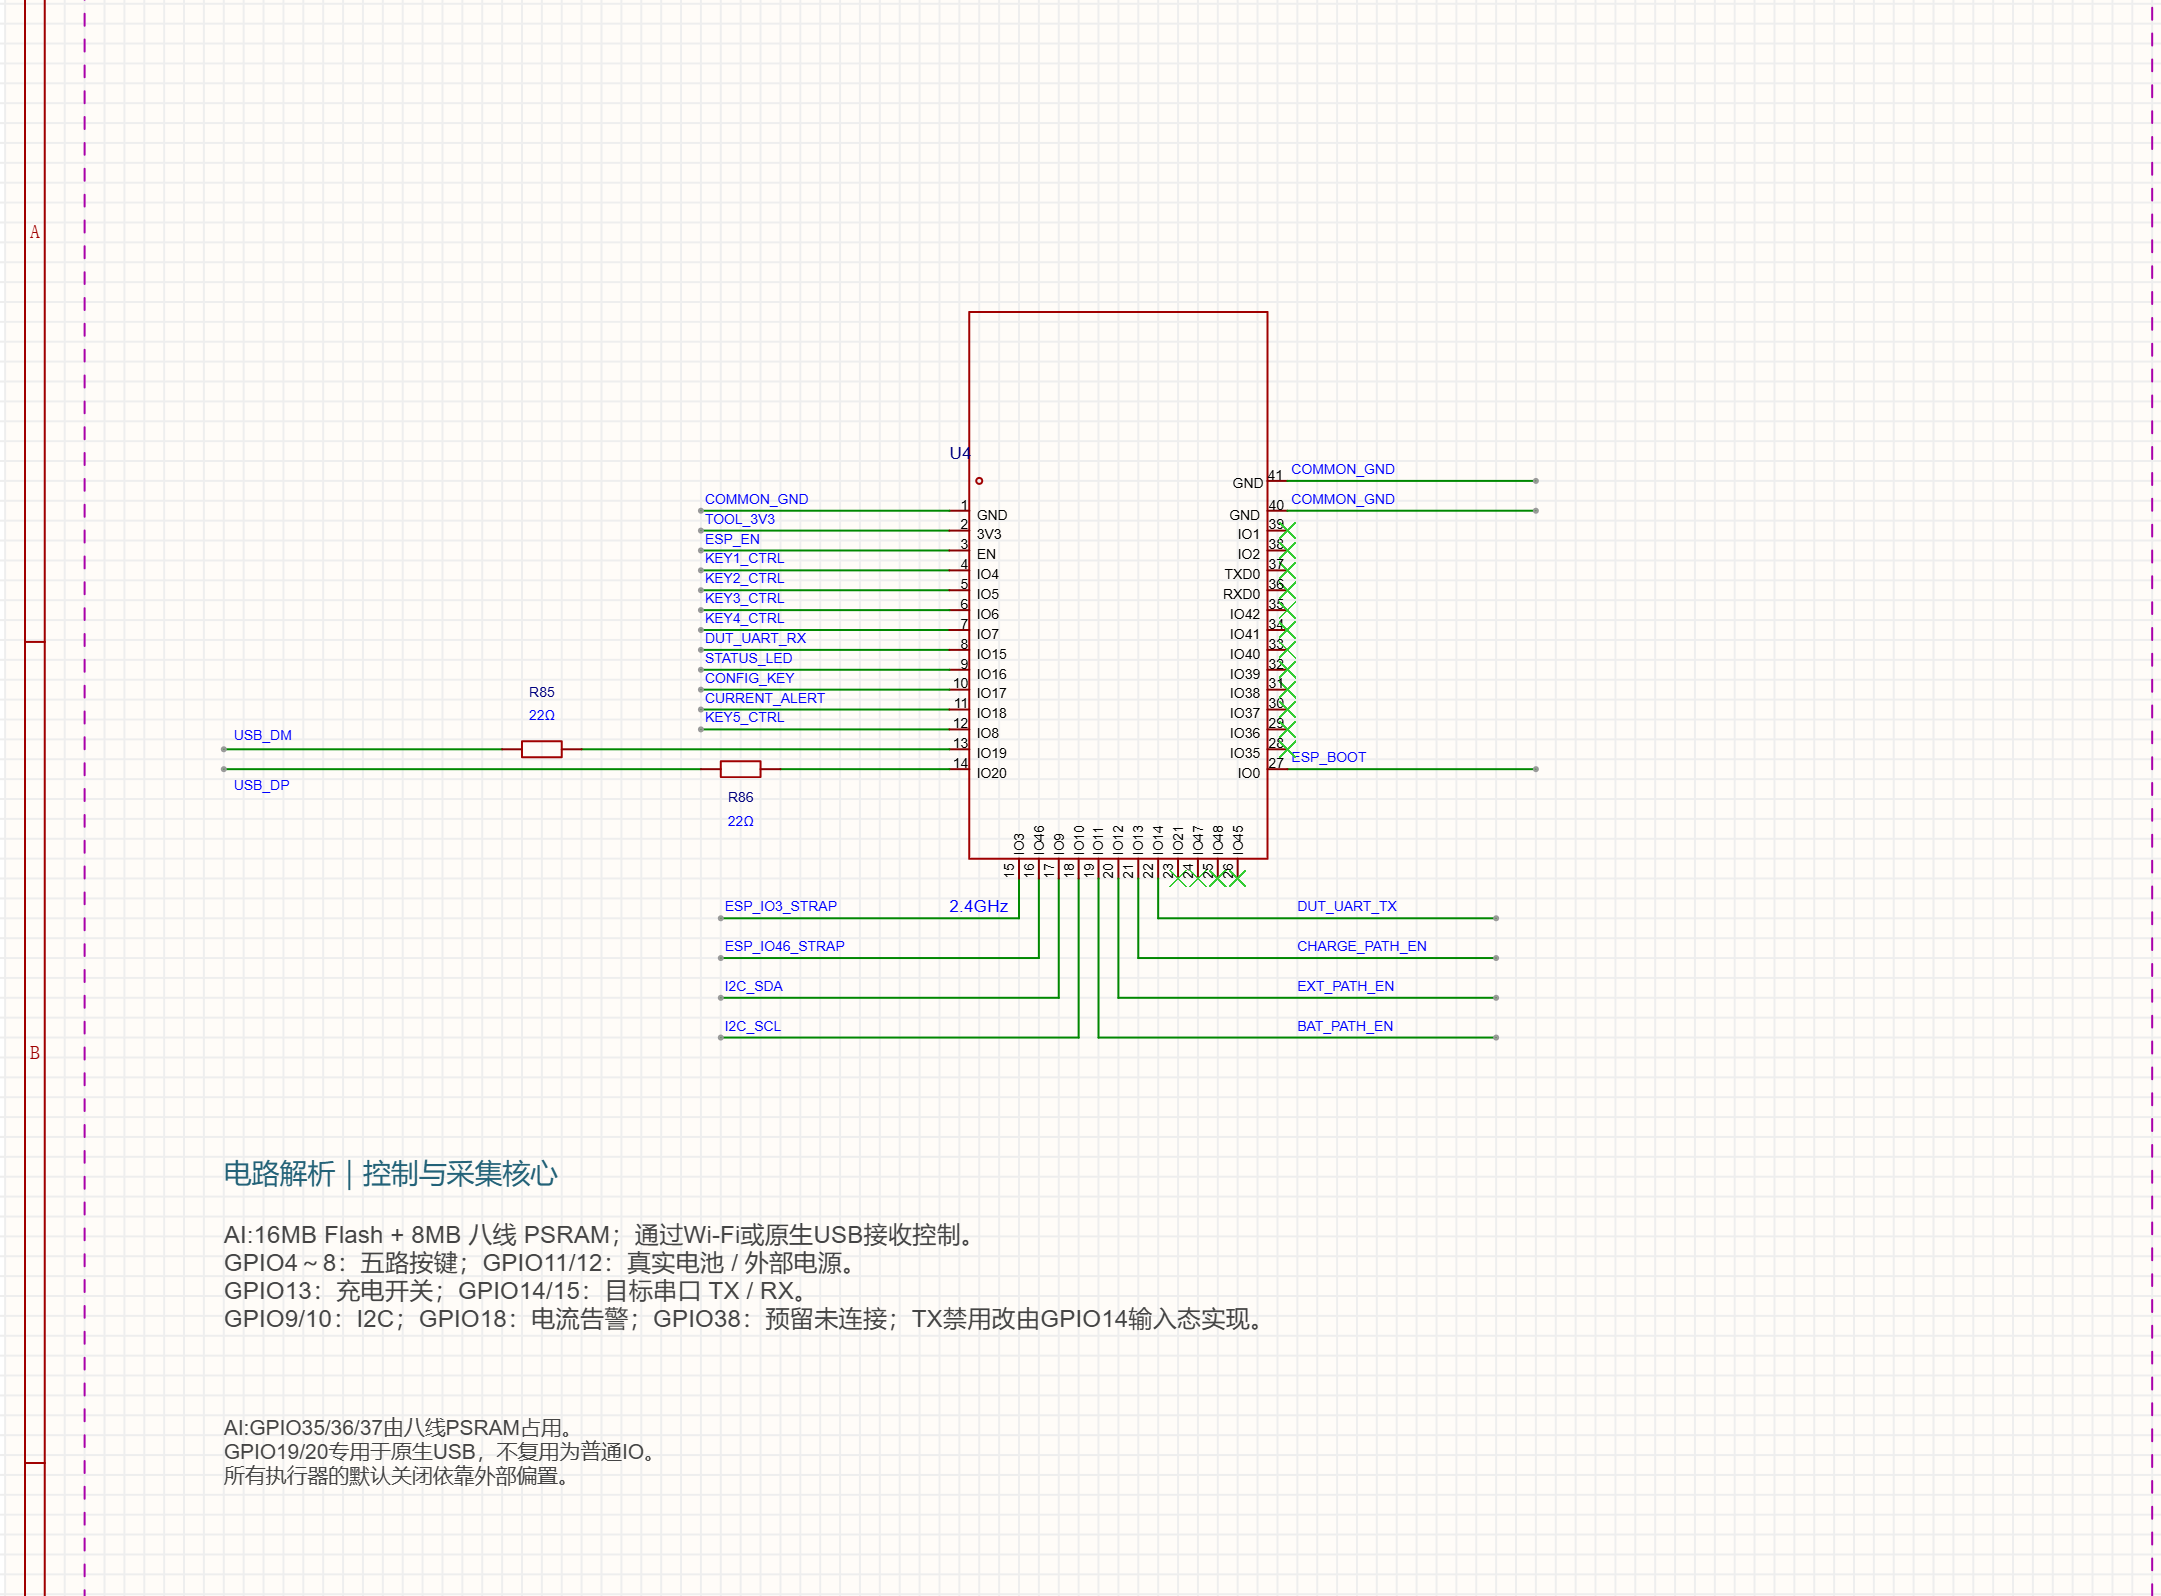 A
U4
41
COMMON_GND
GND
COMMON_GND
1
GND
40
COMMON_GND
GND
TOOL_3V3
2
3V3
39
IO1
ESP_EN
3
EN
38
IO2
KEY1_CTRL
4
IO4
37
TXD0
KEY2_CTRL
5
IO5
36
RXD0
KEY3_CTRL
6
IO6
35
IO42
KEY4_CTRL
7
IO7
34
IO41
DUT_UART_RX
8
IO15
33
IO40
STATUS_LED
9
IO16
32
IO39
CONFIG_KEY
10
IO17
31
IO38
CURRENT_ALERT
11
IO18
30
IO37
KEY5_CTRL
12
IO8
29
IO36
R85
22Ω
USB_DM
13
IO19
28
IO35
USB_DP
14
IO20
27
ESP_BOOT
IO0
R86
22Ω
IO3
IO46
IO9
IO10
IO11
IO12
IO13
IO14
IO21
IO47
IO48
IO45
15
16
17
18
19
20
21
22
23
24
25
26
ESP_IO3_STRAP
2.4GHz
DUT_UART_TX
ESP_IO46_STRAP
CHARGE_PATH_EN
I2C_SDA
EXT_PATH_EN
I2C_SCL
BAT_PATH_EN
B
电路解析｜控制与采集核心
AI:16MB Flash + 8MB 八线 PSRAM；通过Wi-Fi或原生USB接收控制。
GPIO4～8：五路按键；GPIO11/12：真实电池 / 外部电源。
GPIO13：充电开关；GPIO14/15：目标串口 TX / RX。
GPIO9/10：I2C；GPIO18：电流告警；GPIO38：预留未连接；TX禁用改由GPIO14输入态实现。
AI:GPIO35/36/37由八线PSRAM占用。
GPIO19/20专用于原生USB，不复用为普通IO。
所有执行器的默认关闭依靠外部偏置。